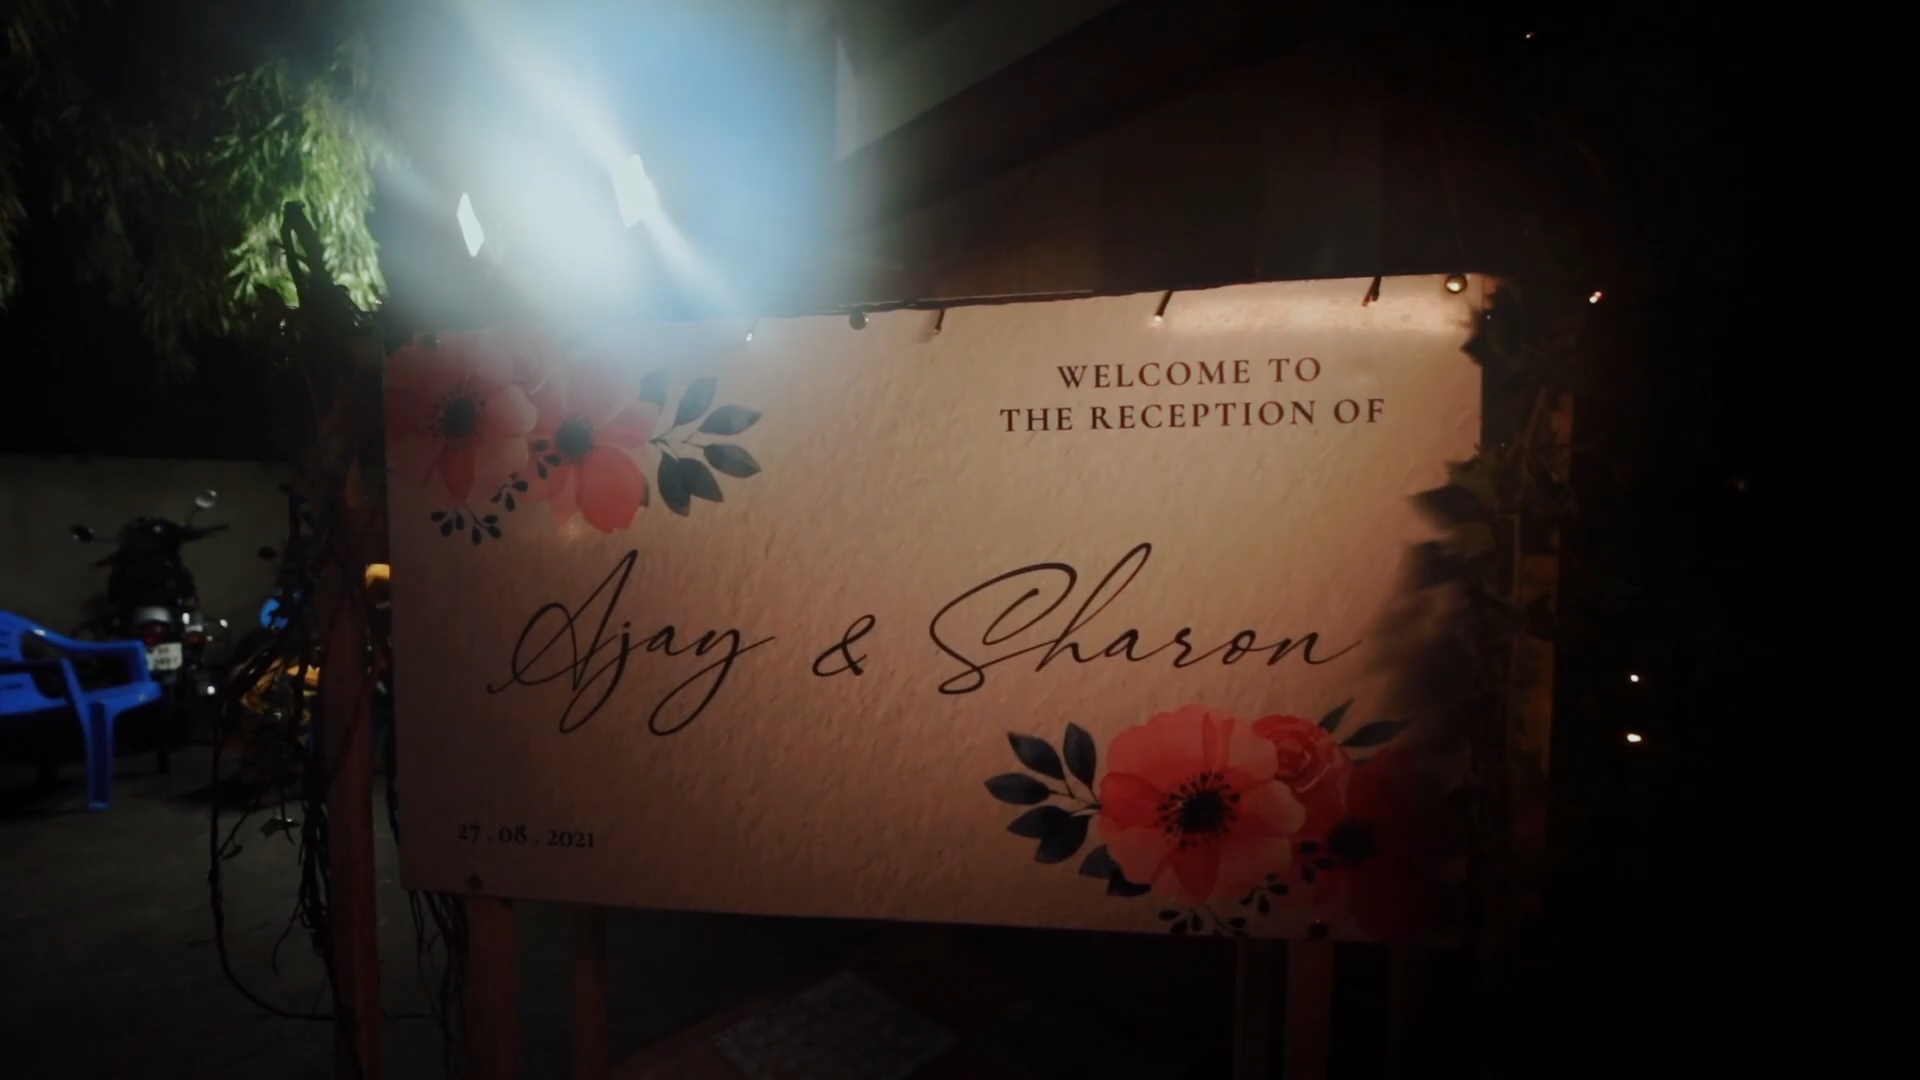 WELCOME TO
THE RECEPTION OF
Ajay & Sharon
27.08.2021